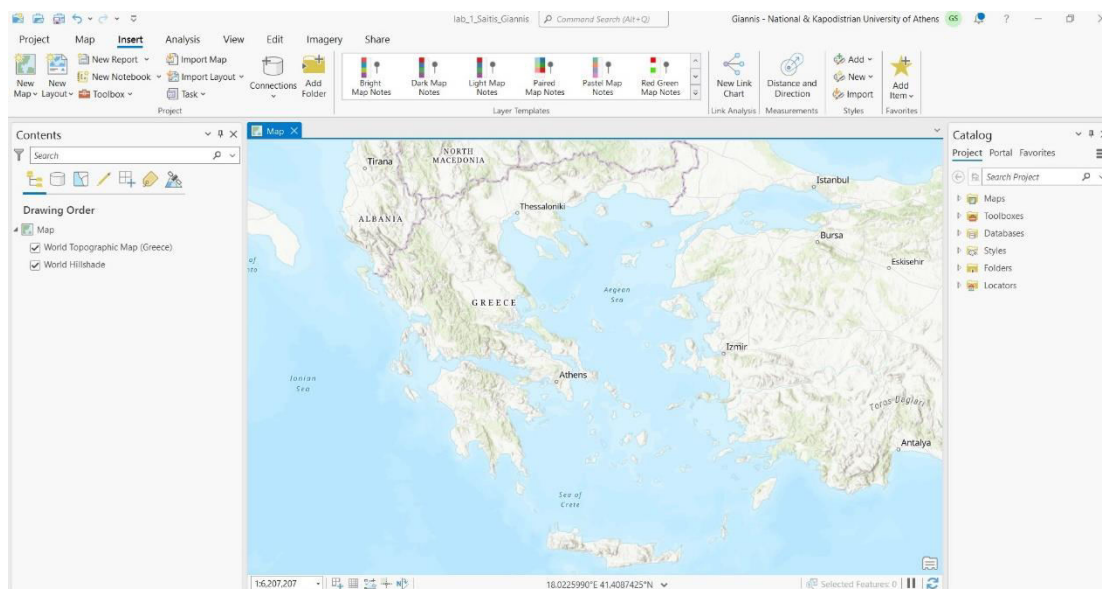 lab_1_Saitis_Giannis
Command Search (Alt+Q)
Giannis - National & Kapodistrian University of Athens
GS
?
Project Map Insert Analysis View Edit Imagery Share
New Map
New Layout
New Report
New Notebook
Toolbox
Import Map
Import Layout
Task
Connections
Add Folder
Project
Bright Map Notes
Dark Map Notes
Light Map Notes
Paired Map Notes
Pastel Map Notes
Red Green Map Notes
Layer Templates
New Link Chart
Link Analysis
Distance and Direction
Measurements
Add
New
Import
Styles
Add Item
Favorites
Contents
Search
Drawing Order
Map
World Topographic Map (Greece)
World Hillshade
Map
Tirana
NORTH
MACEDONIA
Istanbul
Thessaloniki
ALBANIA
Bursa
Eskisehir
of
Aegean
Sea
GREECE
Izmir
Ionian
Sea
Athens
Toros Dağları
Antalya
Sea of
Crete
1:6,207,207
18.0225990°E 41.4087425°N
Selected Features: 0
Catalog
Project Portal Favorites
Search Project
Maps
Toolboxes
Databases
Styles
Folders
Locators